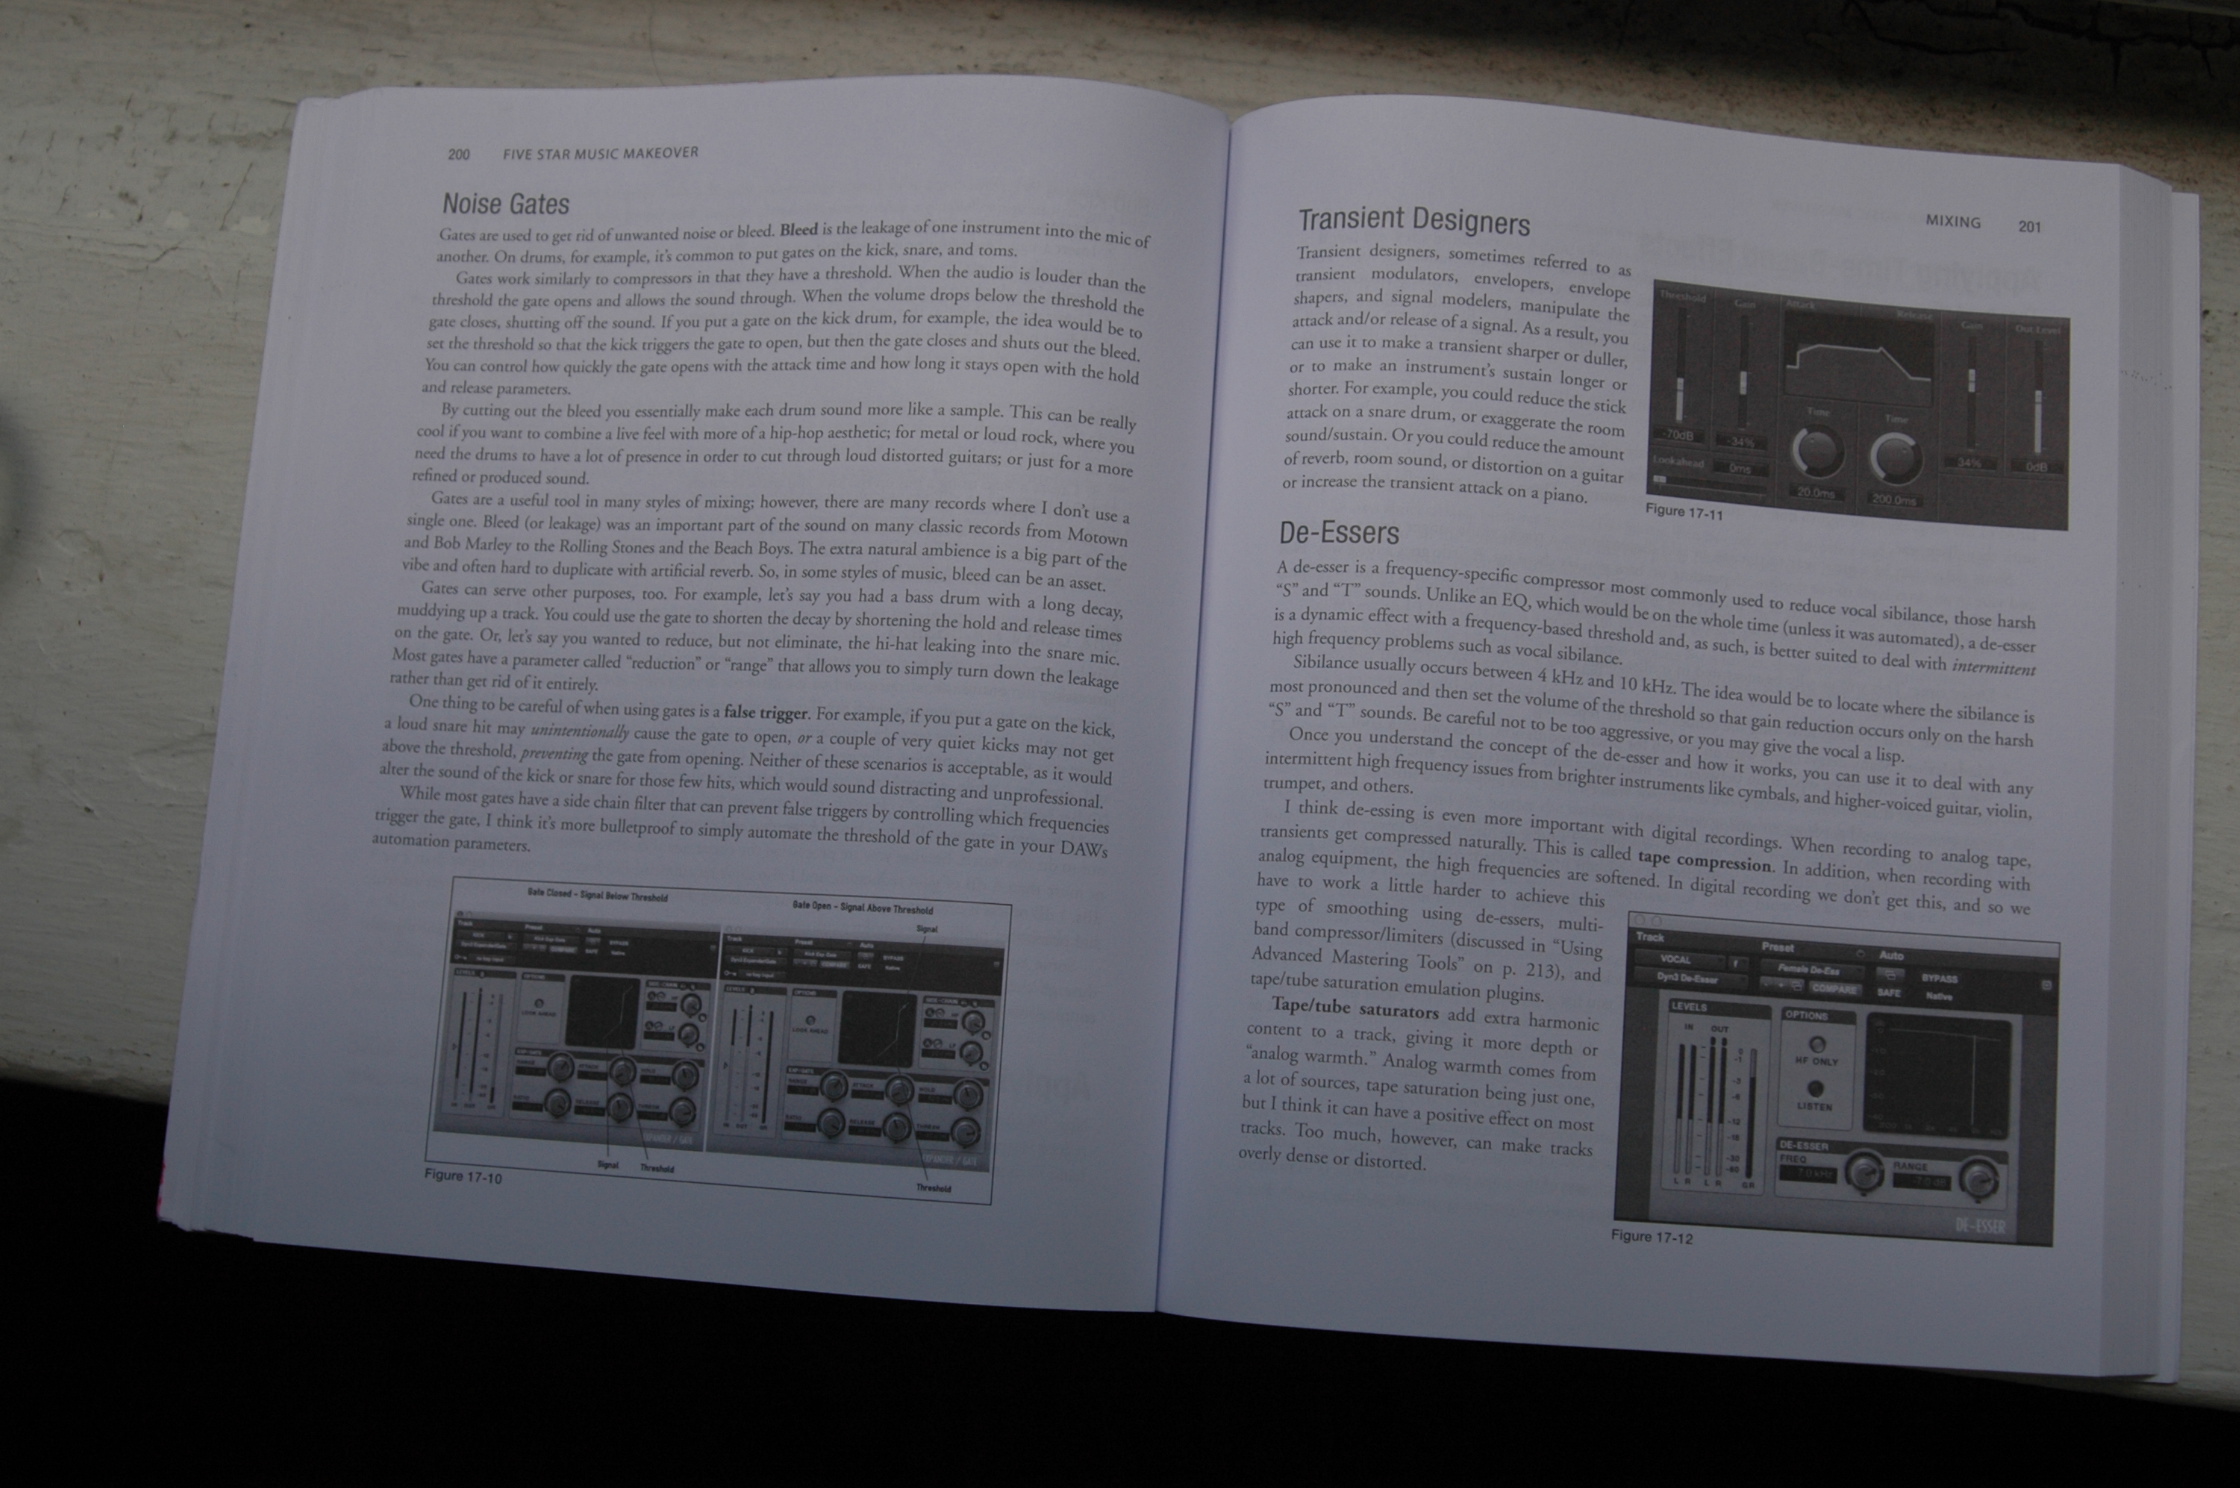 200 FIVE STAR MUSIC MAKEOVER
Noise Gates
Gates are used to get rid of unwanted noise or bleed. Bleed is the leakage of one instrument into the mic of
another. On drums, for example, it's common to put gates on the kick, snare, and toms.
Gates work similarly to compressors in that they have a threshold. When the audio is louder than the
threshold the gate opens and allows the sound through. When the volume drops below the threshold the
gate closes, shutting off the sound. If you put a gate on the kick drum, for example, the idea would be to
set the threshold so that the kick triggers the gate to open, but then the gate closes and shuts out the bleed.
You can control how quickly the gate opens with the attack time and how long it stays open with the hold
and release parameters.
By cutting out the bleed you essentially make each drum sound more like a sample. This can be really
cool if you want to combine a live feel with more of a hip-hop aesthetic; for metal or loud rock, where you
need the drums to have a lot of presence in order to cut through loud distorted guitars; or just for a more
refined or produced sound.
Gates are a useful tool in many styles of mixing; however, there are many records where I don't use a
single one. Bleed (or leakage) was an important part of the sound on many classic records from Motown
and Bob Marley to the Rolling Stones and the Beach Boys. The extra natural ambience is a big part of the
vibe and often hard to duplicate with artificial reverb. So, in some styles of music, bleed can be an asset.
Gates can serve other purposes, too. For example, let's say you had a bass drum with a long decay,
muddying up a track. You could use the gate to shorten the decay by shortening the hold and release times
on the gate. Or, let's say you wanted to reduce, but not eliminate, the hi-hat leaking into the snare mic.
Most gates have a parameter called "reduction" or "range" that allows you to simply turn down the leakage
rather than get rid of it entirely.
One thing to be careful of when using gates is a false trigger. For example, if you put a gate on the kick,
a loud snare hit may unintentionally cause the gate to open, or a couple of very quiet kicks may not get
above the threshold, preventing the gate from opening. Neither of these scenarios is acceptable, as it would
alter the sound of the kick or snare for those few hits, which would sound distracting and unprofessional.
While most gates have a side chain filter that can prevent false triggers by controlling which frequencies
trigger the gate, I think it's more bulletproof to simply automate the threshold of the gate in your DAWs
automation parameters.
Gate Closed – Signal Below Threshold
Gate Open – Signal Above Threshold
Signal
Track Preset Auto
Track Preset Auto
EXPANDER / GATE
EXPANDER / GATE
Signal Threshold
Threshold
Figure 17-10
MIXING 201
Transient Designers
Transient designers, sometimes referred to as
transient modulators, envelopers, envelope
shapers, and signal modelers, manipulate the
attack and/or release of a signal. As a result, you
can use it to make a transient sharper or duller,
or to make an instrument's sustain longer or
shorter. For example, you could reduce the stick
attack on a snare drum, or exaggerate the room
sound/sustain. Or you could reduce the amount
of reverb, room sound, or distortion on a guitar
or increase the transient attack on a piano.
Threshold Gain Attack Release Gain Out Level
Time Time
-70dB -34% 34% 0dB
Lookahead 0ms
20.0ms 200.0ms
Figure 17-11
De-Essers
A de-esser is a frequency-specific compressor most commonly used to reduce vocal sibilance, those harsh
"S" and "T" sounds. Unlike an EQ, which would be on the whole time (unless it was automated), a de-esser
is a dynamic effect with a frequency-based threshold and, as such, is better suited to deal with intermittent
high frequency problems such as vocal sibilance.
Sibilance usually occurs between 4 kHz and 10 kHz. The idea would be to locate where the sibilance is
most pronounced and then set the volume of the threshold so that gain reduction occurs only on the harsh
"S" and "T" sounds. Be careful not to be too aggressive, or you may give the vocal a lisp.
Once you understand the concept of the de-esser and how it works, you can use it to deal with any
intermittent high frequency issues from brighter instruments like cymbals, and higher-voiced guitar, violin,
trumpet, and others.
I think de-essing is even more important with digital recordings. When recording to analog tape,
transients get compressed naturally. This is called tape compression. In addition, when recording with
analog equipment, the high frequencies are softened. In digital recording we don't get this, and so we
have to work a little harder to achieve this
type of smoothing using de-essers, multi-
band compressor/limiters (discussed in "Using
Advanced Mastering Tools" on p. 213), and
tape/tube saturation emulation plugins.
Tape/tube saturators add extra harmonic
content to a track, giving it more depth or
"analog warmth." Analog warmth comes from
a lot of sources, tape saturation being just one,
but I think it can have a positive effect on most
tracks. Too much, however, can make tracks
overly dense or distorted.
Track Preset Auto
VOCAL f Female De-Ess BYPASS
Dyn3 De-Esser COMPARE SAFE Native
LEVELS OPTIONS
IN OUT
HF ONLY
LISTEN
DE-ESSER
FREQ 7.0 kHz RANGE -7.0 dB
L R L R GR
DE-ESSER
Figure 17-12